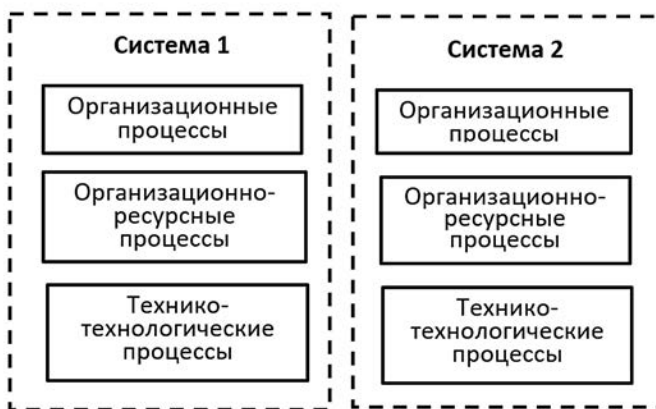 Система 1
Организационные
процессы
Организационно-
ресурсные
процессы
Технико-
технологические
процессы
Система 2
Организационные
процессы
Организационно-
ресурсные
процессы
Технико-
технологические
процессы